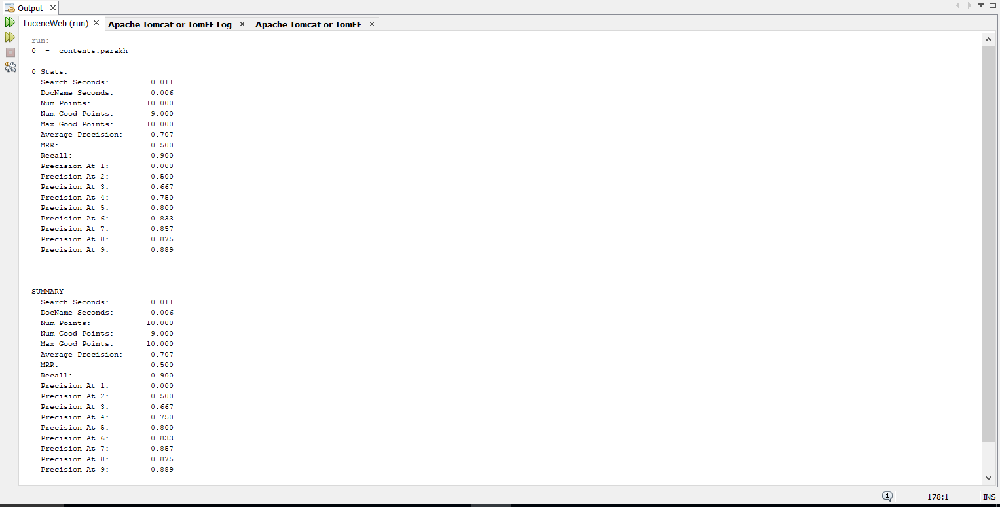 Output
LuceneWeb (run) Apache Tomcat or TomEE Log Apache Tomcat or TomEE
run:
0 - contents:parakh
0 Stats:
Search Seconds: 0.011
DocName Seconds: 0.006
Num Points: 10.000
Num Good Points: 9.000
Max Good Points: 10.000
Average Precision: 0.707
MRR: 0.500
Recall: 0.900
Precision At 1: 0.000
Precision At 2: 0.500
Precision At 3: 0.667
Precision At 4: 0.750
Precision At 5: 0.800
Precision At 6: 0.833
Precision At 7: 0.857
Precision At 8: 0.875
Precision At 9: 0.889
SUMMARY
Search Seconds: 0.011
DocName Seconds: 0.006
Num Points: 10.000
Num Good Points: 9.000
Max Good Points: 10.000
Average Precision: 0.707
MRR: 0.500
Recall: 0.900
Precision At 1: 0.000
Precision At 2: 0.500
Precision At 3: 0.667
Precision At 4: 0.750
Precision At 5: 0.800
Precision At 6: 0.833
Precision At 7: 0.857
Precision At 8: 0.875
Precision At 9: 0.889
1 178:1 INS